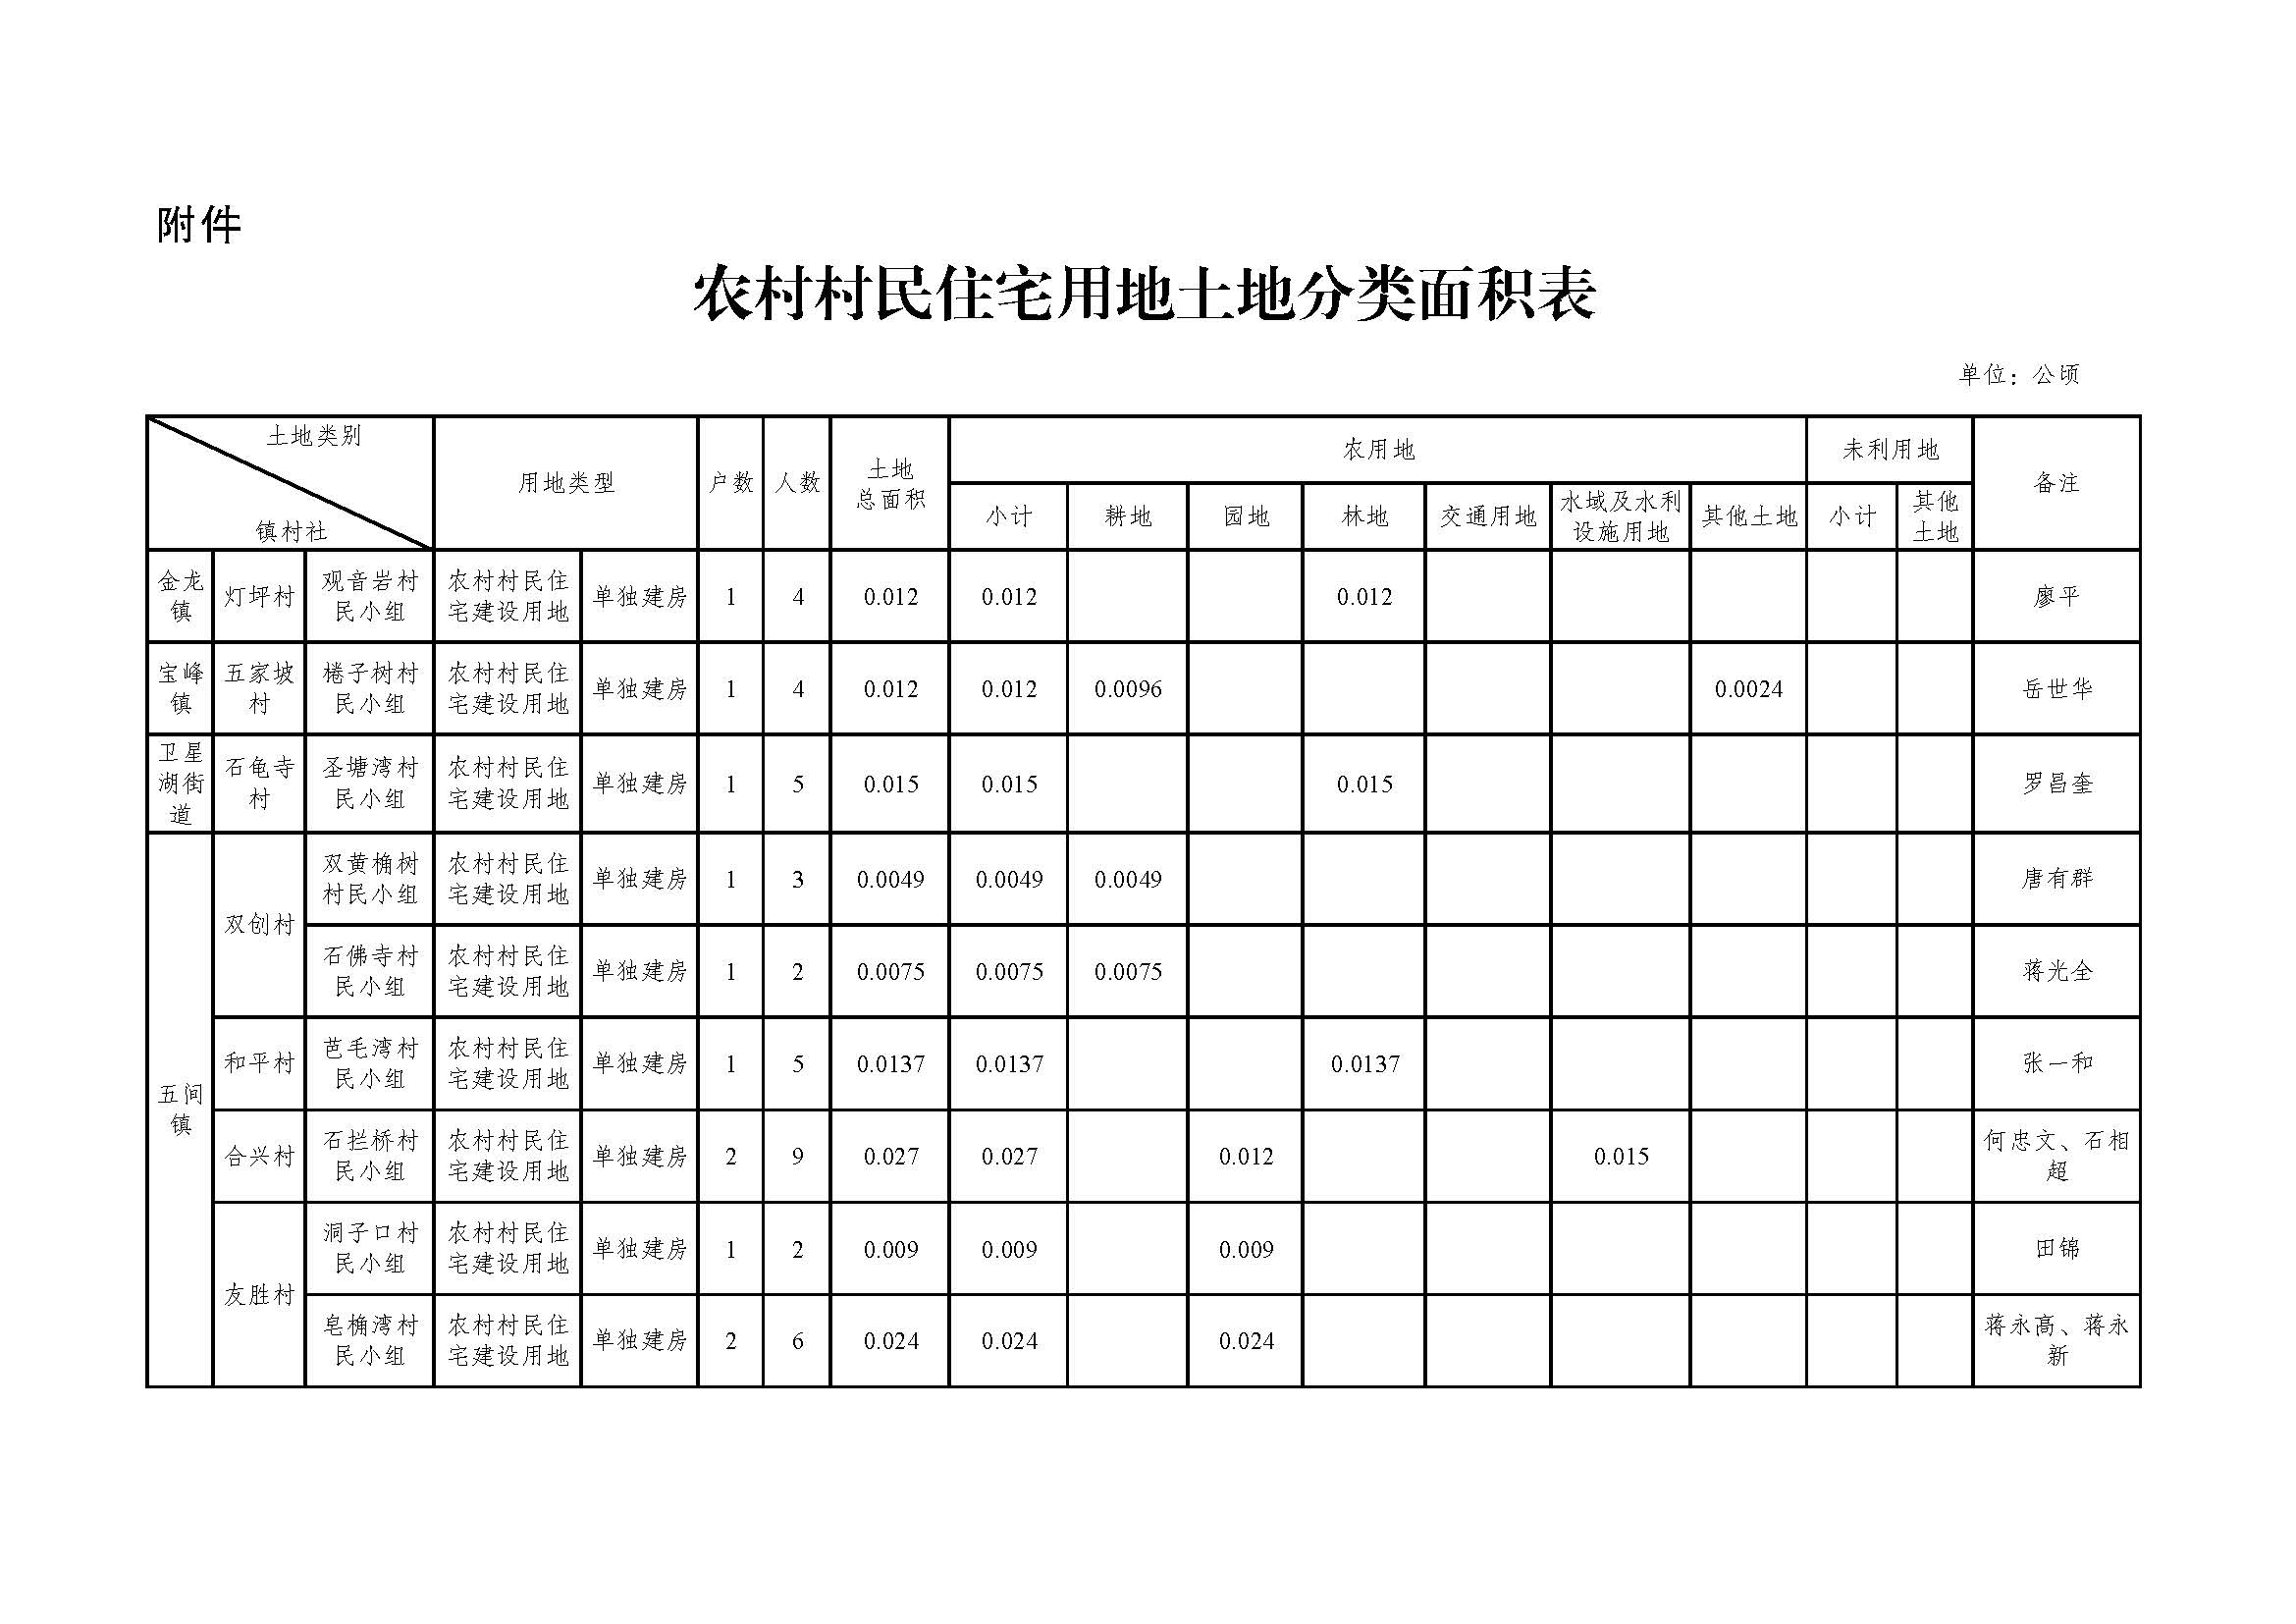 附件
农村村民住宅用地土地分类面积表
单位：公顷
土地类别
镇村社
用地类型
户数
人数
土地
总面积
农用地
未利用地
备注
小计
耕地
园地
林地
交通用地
水域及水利
设施用地
其他土地
小计
其他
土地
金龙
镇
灯坪村
观音岩村
民小组
农村村民住
宅建设用地
单独建房
1
4
0.012
0.012
0.012
廖平
宝峰
镇
五家坡
村
棬子树村
民小组
农村村民住
宅建设用地
单独建房
1
4
0.012
0.012
0.0096
0.0024
岳世华
卫星
湖街
道
石龟寺
村
圣塘湾村
民小组
农村村民住
宅建设用地
单独建房
1
5
0.015
0.015
0.015
罗昌奎
五间
镇
双创村
双黄桷树
村民小组
农村村民住
宅建设用地
单独建房
1
3
0.0049
0.0049
0.0049
唐有群
石佛寺村
民小组
农村村民住
宅建设用地
单独建房
1
2
0.0075
0.0075
0.0075
蒋光全
和平村
芭毛湾村
民小组
农村村民住
宅建设用地
单独建房
1
5
0.0137
0.0137
0.0137
张一和
合兴村
石拦桥村
民小组
农村村民住
宅建设用地
单独建房
2
9
0.027
0.027
0.012
0.015
何忠文、石相
超
友胜村
洞子口村
民小组
农村村民住
宅建设用地
单独建房
1
2
0.009
0.009
0.009
田锦
皂桷湾村
民小组
农村村民住
宅建设用地
单独建房
2
6
0.024
0.024
0.024
蒋永高、蒋永
新